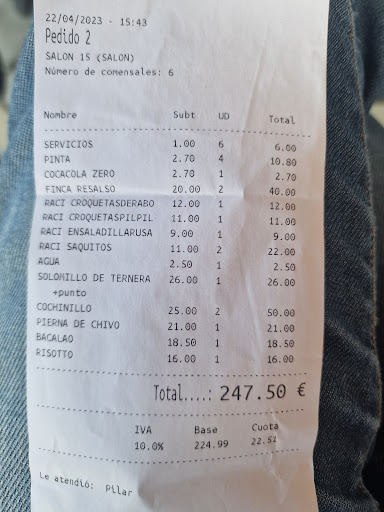 22/04/2023 - 15:43
Pedido 2
SALON 15 (SALON)
Número de comensales: 6
Nombre Subt UD Total
SERVICIOS 1.00 6 6.00
PINTA 2.70 4 10.80
COCACOLA ZERO 2.70 1 2.70
FINCA RESALSO 20.00 2 40.00
RACI CROQUETASDERABO 12.00 1 12.00
RACI CROQUETASPILPIL 11.00 1 11.00
RACI ENSALADILLARUSA 9.00 1 9.00
RACI SAQUITOS 11.00 2 22.00
AGUA 2.50 1 2.50
SOLOMILLO DE TERNERA 26.00 1 26.00
+punto
COCHINILLO 25.00 2 50.00
PIERNA DE CHIVO 21.00 1 21.00
BACALAO 18.50 1 18.50
RISOTTO 16.00 1 16.00
Total....: 247.50 €
IVA Base Cuota
10.0% 224.99 22.51
Le atendió: Pilar